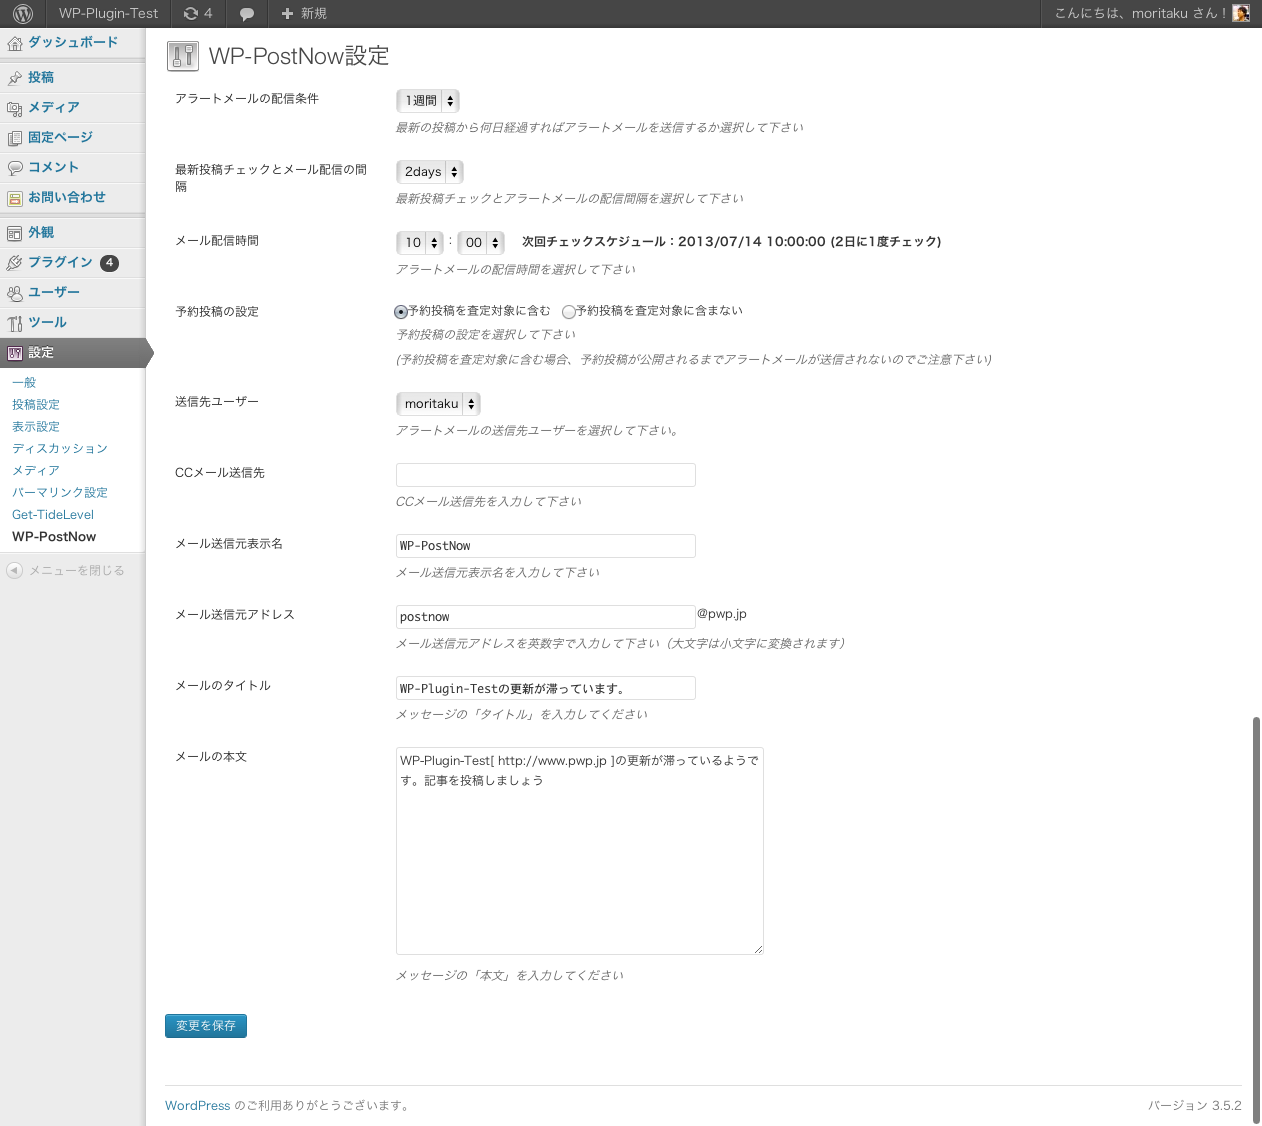 WP-Plugin-Test 4 新規 こんにちは、moritaku さん！
ダッシュボード
投稿
メディア
固定ページ
コメント
お問い合わせ
外観
プラグイン 4
ユーザー
ツール
設定
一般
投稿設定
表示設定
ディスカッション
メディア
パーマリンク設定
Get-TideLevel
WP-PostNow
メニューを閉じる
WP-PostNow設定
アラートメールの配信条件
1週間
最新の投稿から何日経過すればアラートメールを送信するか選択して下さい
最新投稿チェックとメール配信の間
隔
2days
最新投稿チェックとアラートメールの配信間隔を選択して下さい
メール配信時間
10 : 00 次回チェックスケジュール：2013/07/14 10:00:00 (2日に1度チェック)
アラートメールの配信時間を選択して下さい
予約投稿の設定
予約投稿を査定対象に含む 予約投稿を査定対象に含まない
予約投稿の設定を選択して下さい
(予約投稿を査定対象に含む場合、予約投稿が公開されるまでアラートメールが送信されないのでご注意下さい)
送信先ユーザー
moritaku
アラートメールの送信先ユーザーを選択して下さい。
CCメール送信先
CCメール送信先を入力して下さい
メール送信元表示名
WP-PostNow
メール送信元表示名を入力して下さい
メール送信元アドレス
postnow @pwp.jp
メール送信元アドレスを英数字で入力して下さい（大文字は小文字に変換されます）
メールのタイトル
WP-Plugin-Testの更新が滞っています。
メッセージの「タイトル」を入力してください
メールの本文
WP-Plugin-Test[ http://www.pwp.jp ]の更新が滞っているようで
す。記事を投稿しましょう
メッセージの「本文」を入力してください
変更を保存
WordPress のご利用ありがとうございます。
バージョン 3.5.2